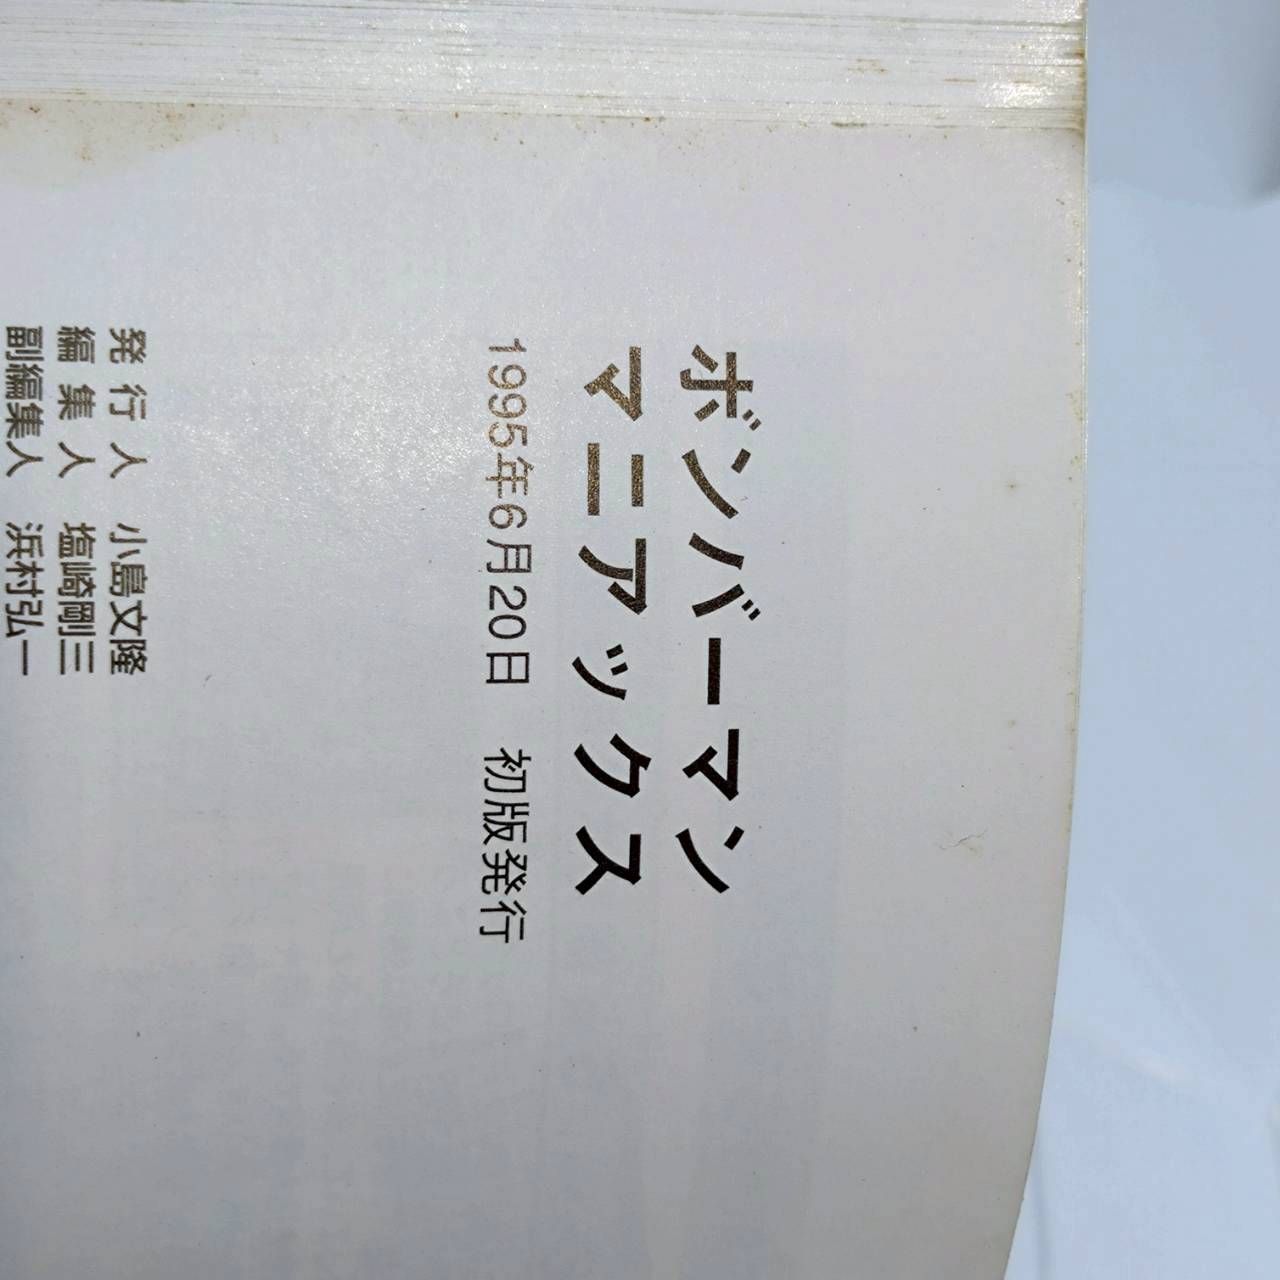 ボンバーマン
マニアックス
1995年6月20日　初版発行
発行人　小島文隆
編集人　塩崎剛三
副編集人　浜村弘一